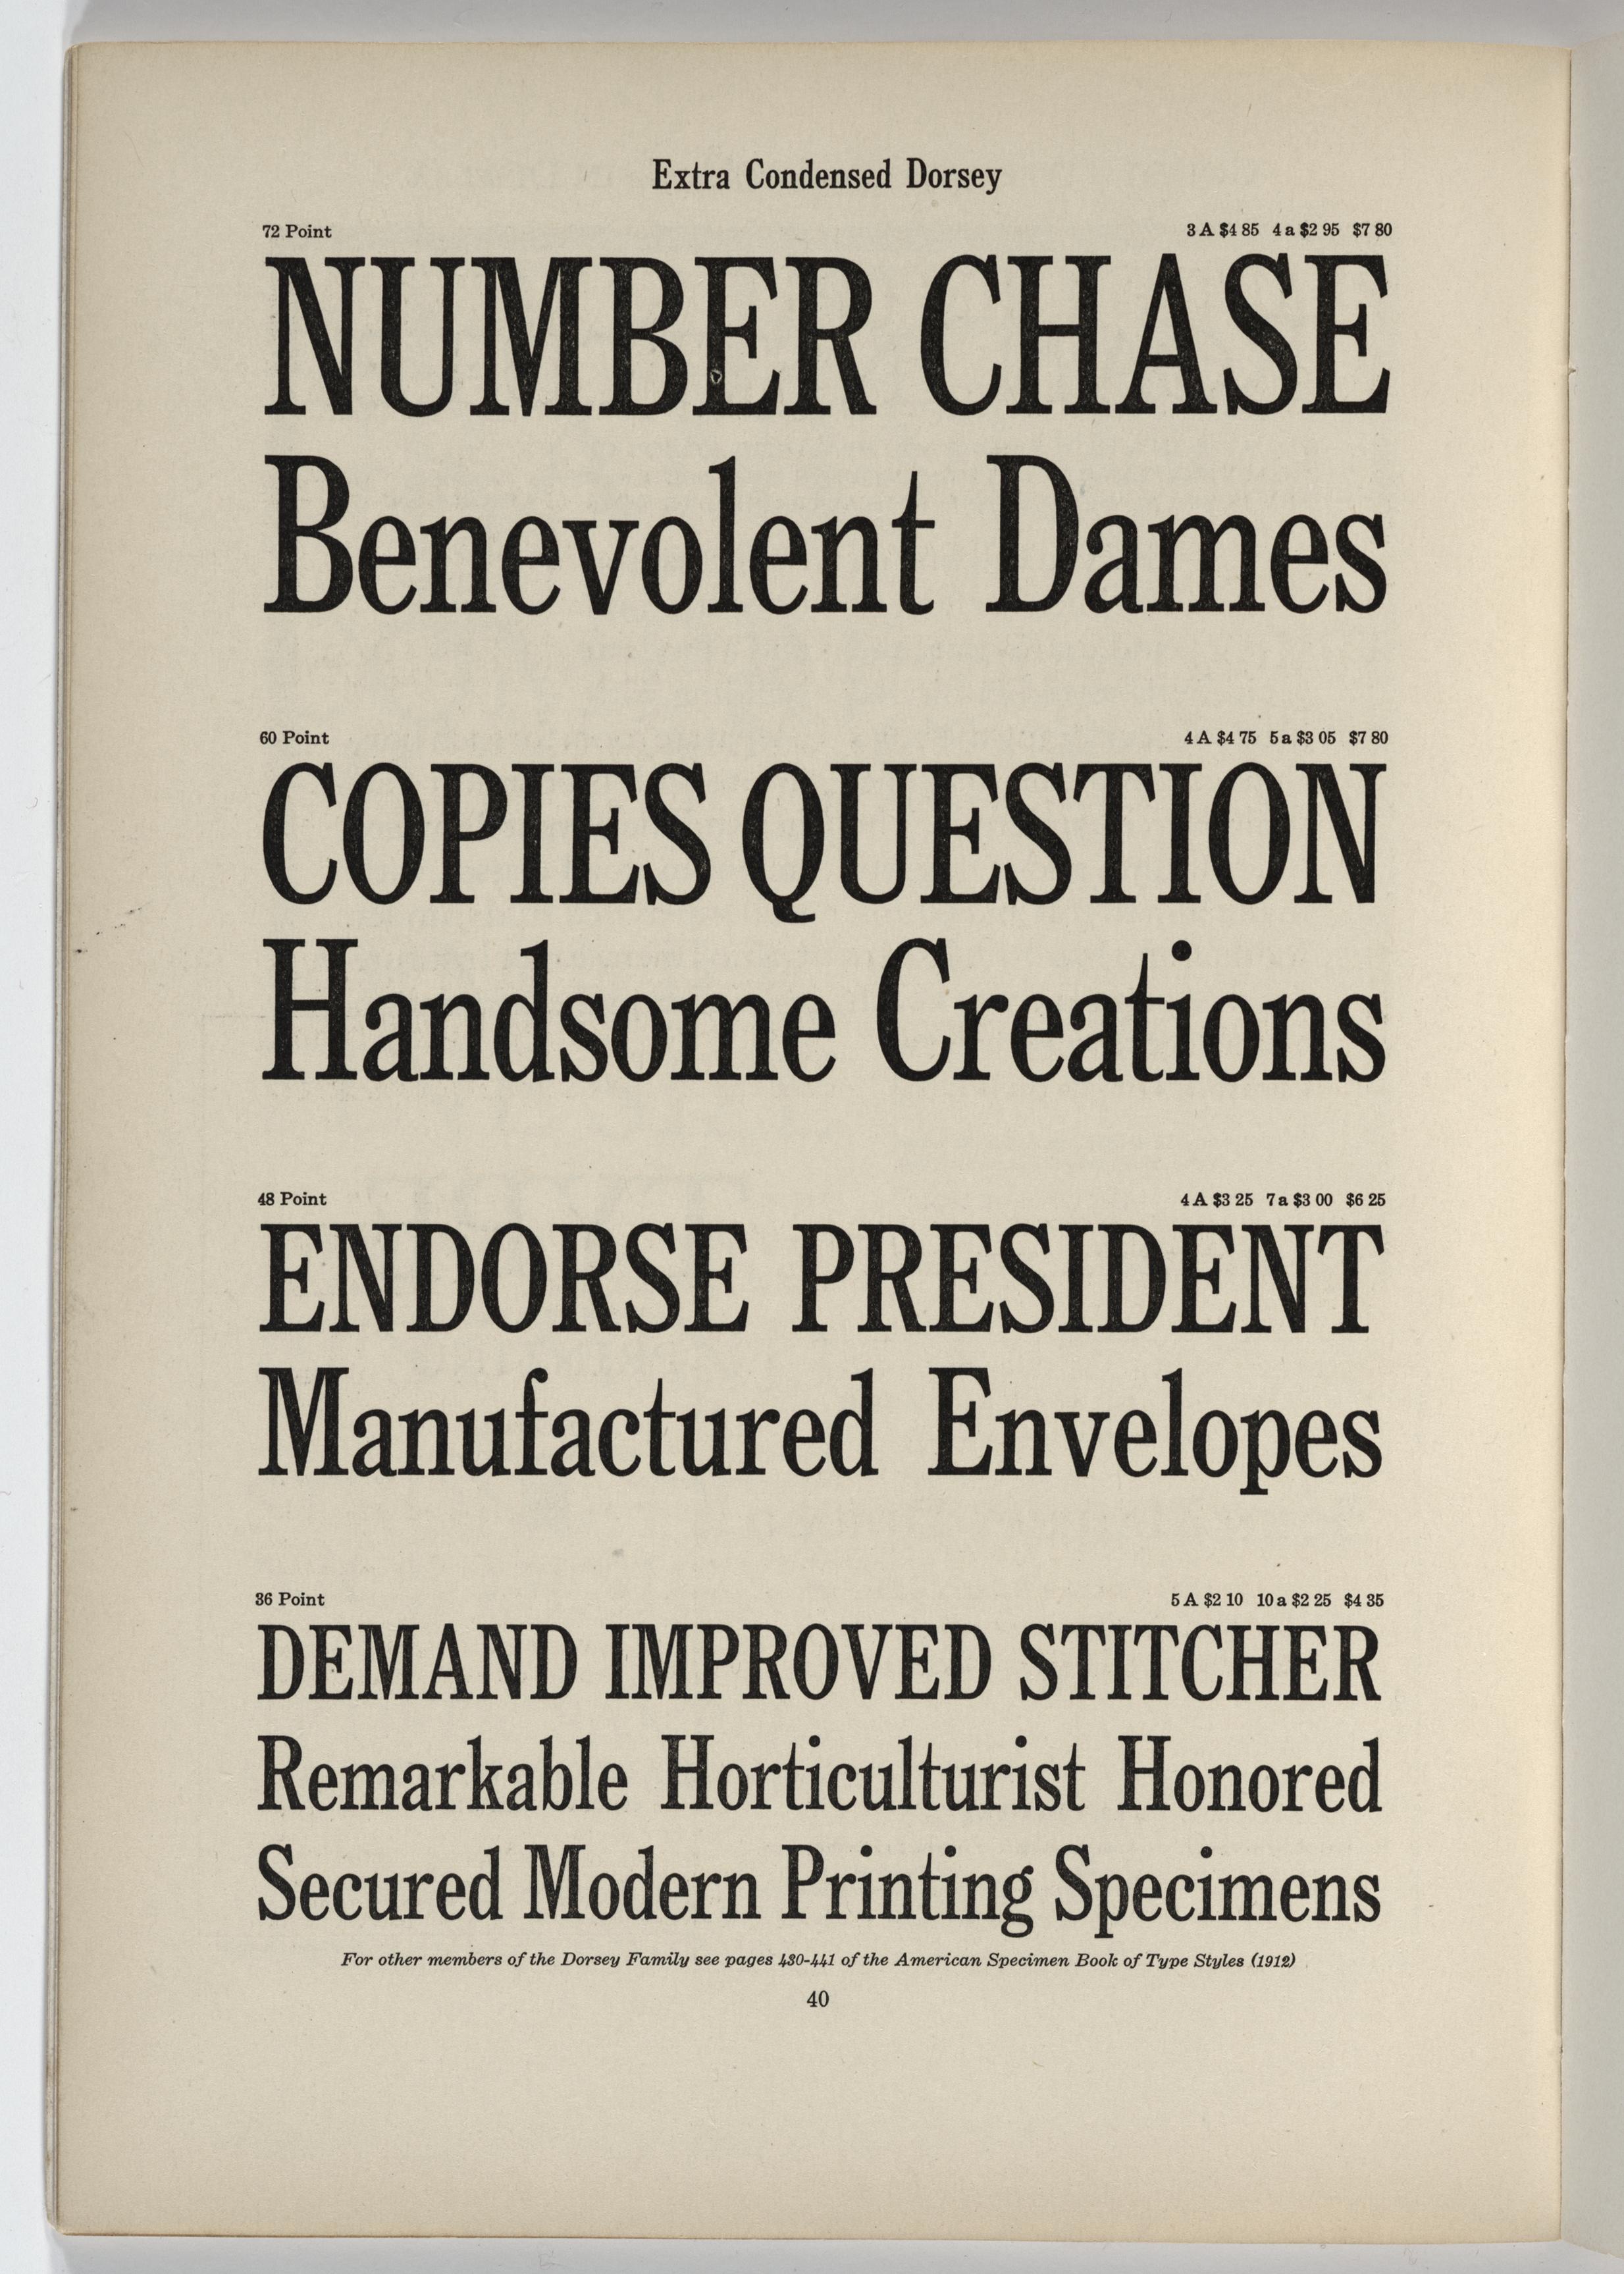 Extra Condensed Dorsey
72 Point 3 A $4 85 4 a $2 95 $7 80
NUMBER CHASE
Benevolent Dames
60 Point 4 A $4 75 5 a $3 05 $7 80
COPIES QUESTION
Handsome Creations
48 Point 4 A $3 25 7 a $3 00 $6 25
ENDORSE PRESIDENT
Manufactured Envelopes
36 Point 5 A $2 10 10 a $2 25 $4 35
DEMAND IMPROVED STITCHER
Remarkable Horticulturist Honored
Secured Modern Printing Specimens
For other members of the Dorsey Family see pages 430-441 of the American Specimen Book of Type Styles (1912)
40